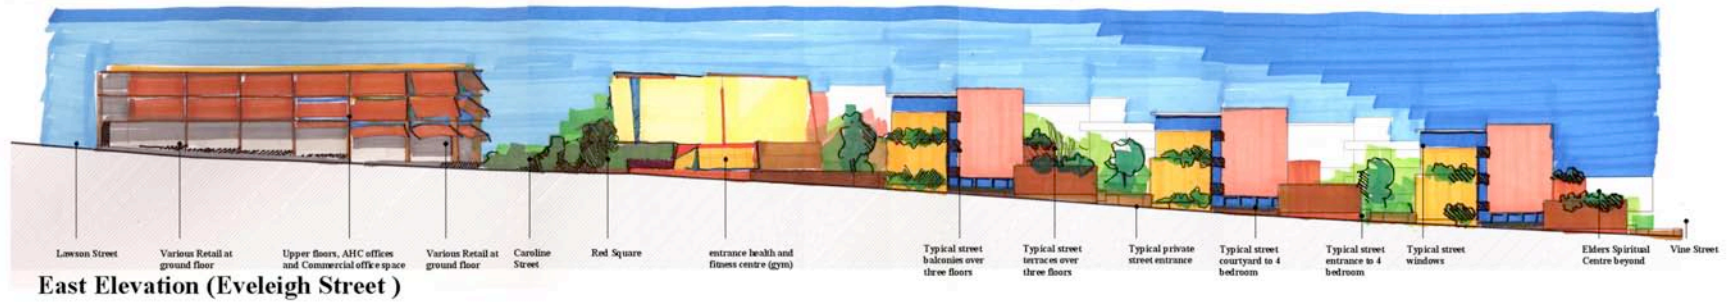 Lawson Street
Various Retail at
ground floor
Upper floors, AHC offices
and Commercial office space
Various Retail at
ground floor
Caroline
Street
Red Square
entrance health and
fitness centre (gym)
Typical street
balconies over
three floors
Typical street
terraces over
three floors
Typical private
street entrance
Typical street
courtyard to 4
bedroom
Typical street
entrance to 4
bedroom
Typical street
windows
Elders Spiritual
Centre beyond
Vine Street
East Elevation (Eveleigh Street )